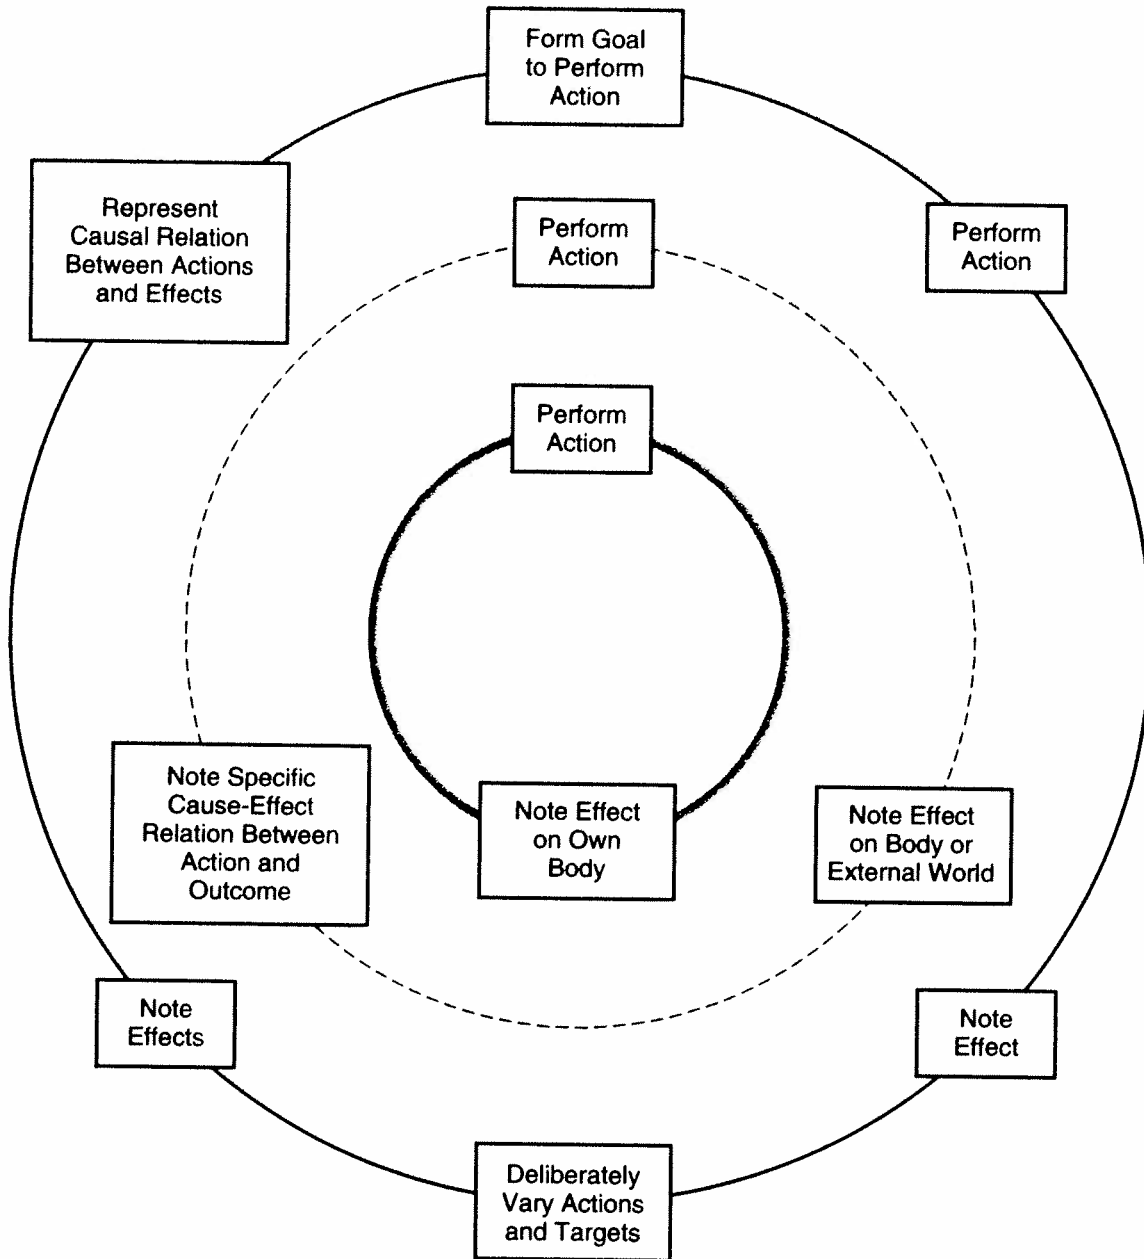 Form Goal
to Perform
Action
Represent
Causal Relation
Between Actions
and Effects
Perform
Action
Perform
Action
Perform
Action
Note Specific
Cause-Effect
Relation Between
Action and
Outcome
Note Effect
on Own
Body
Note Effect
on Body or
External World
Note
Effects
Note
Effect
Deliberately
Vary Actions
and Targets